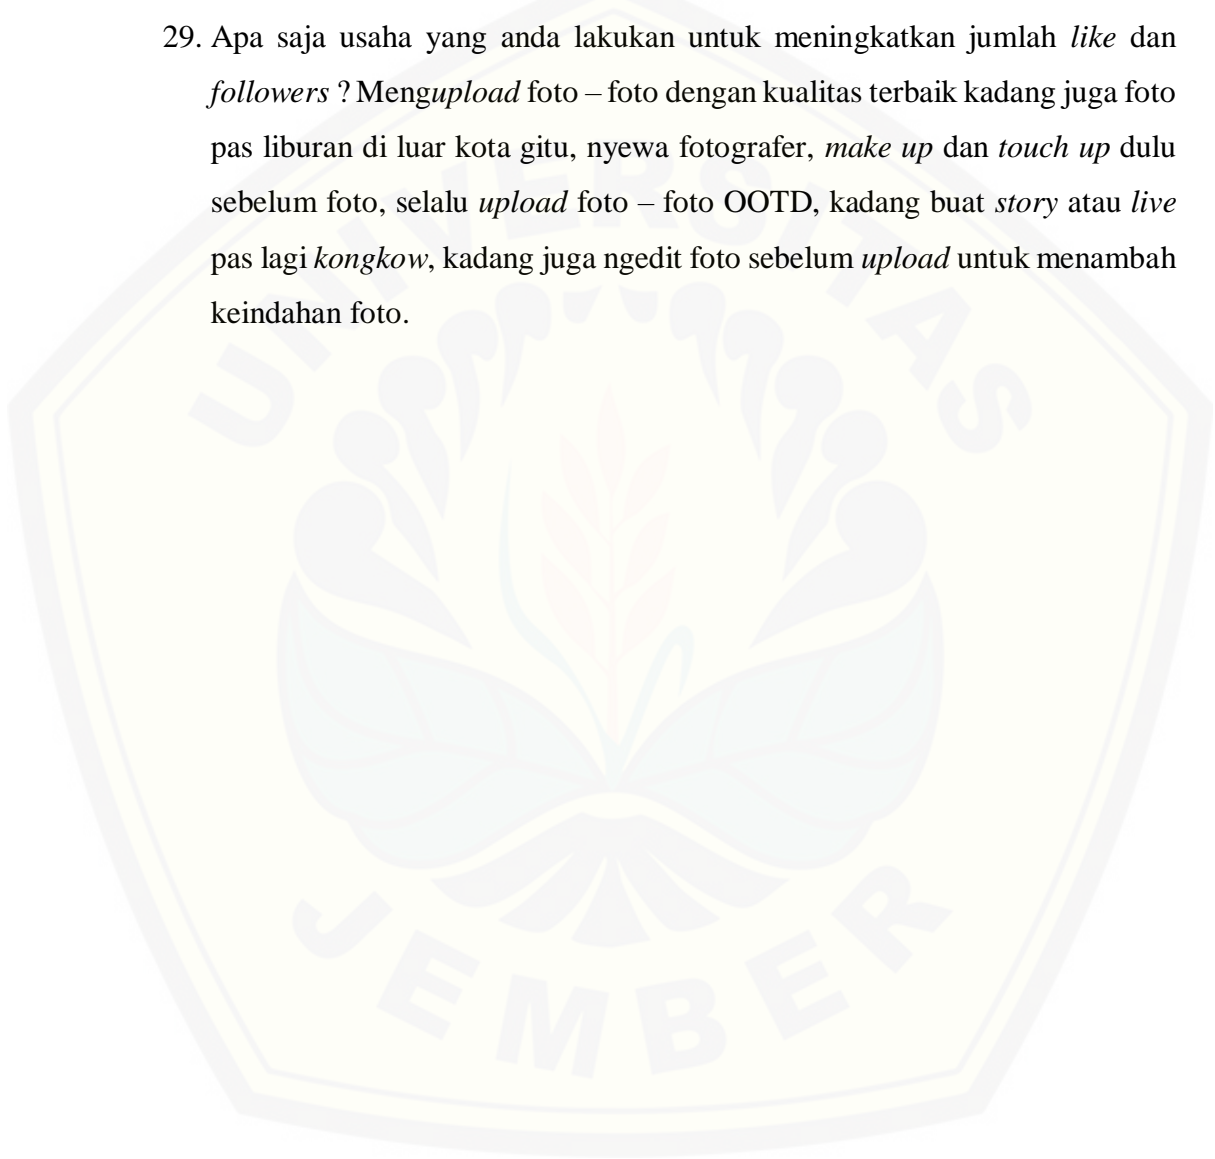 29. Apa saja usaha yang anda lakukan untuk meningkatkan jumlah like dan
followers ? Mengupload foto – foto dengan kualitas terbaik kadang juga foto
pas liburan di luar kota gitu, nyewa fotografer, make up dan touch up dulu
sebelum foto, selalu upload foto – foto OOTD, kadang buat story atau live
pas lagi kongkow, kadang juga ngedit foto sebelum upload untuk menambah
keindahan foto.
UNIVERSITAS
JEMBER